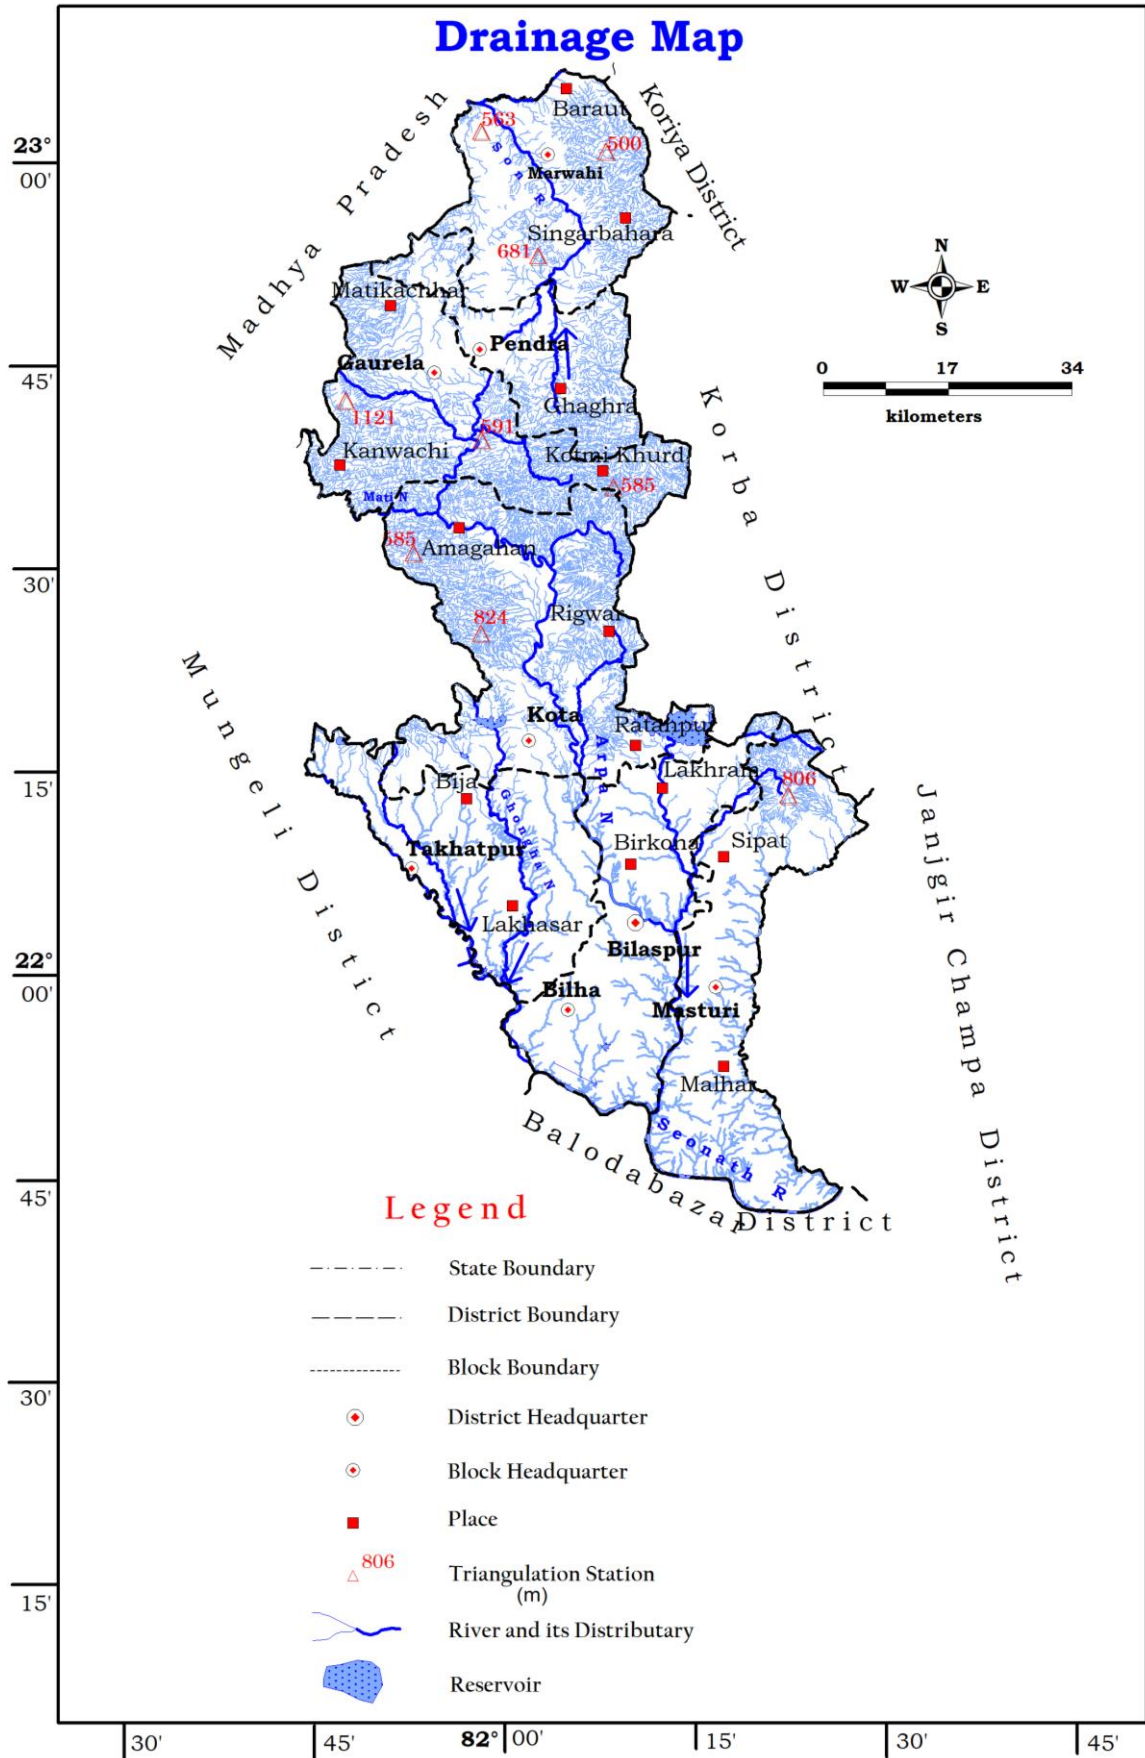 Drainage Map
Baraut
563
500
23°
00'
Son R
Marwahi
Koriya District
Madhya Pradesh
Singarbahara
681
N
W
E
S
Matikachhar
Pendra
Gaurela
45'
0
17
34
kilometers
1121
Ghaghra
591
Kanwachi
Kotmi Khurd
585
Mati N
Korba District
585
Amaganan
30'
824
Rigwar
Mungeli District
Kota
Ratanpur
Arpa N
15'
Bija
Lakhram
806
Ghongha N
Janjgir Champa District
Takhatpur
Birkona
Sipat
Lakhasar
Bilaspur
22°
00'
Bilha
Masturi
Malhar
Seonath R
Balodabazar District
45'
Legend
State Boundary
District Boundary
Block Boundary
30'
District Headquarter
Block Headquarter
Place
806
Triangulation Station
(m)
15'
River and its Distributary
Reservoir
30'
45'
82° 00'
15'
30'
45'